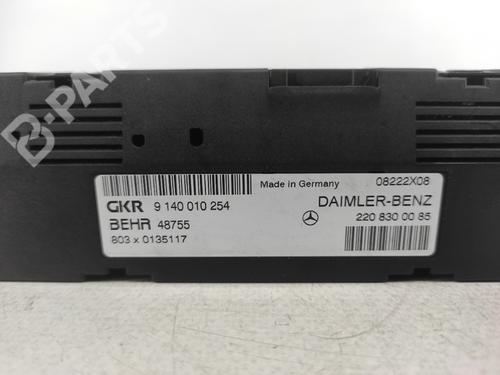 B-PARTS
Made in Germany 08222X08
GKR 9 140 010 254 DAIMLER-BENZ
BEHR 48755 220 830 00 85
803 x 0135117